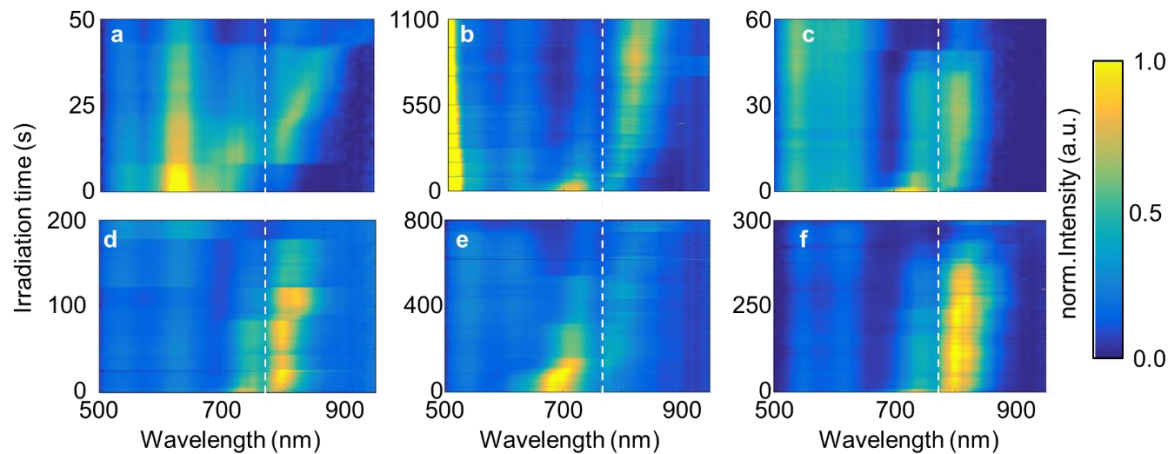 50
25
0
a
1100
550
0
b
60
30
0
c
200
100
0
d
500 700 900
Wavelength (nm)
800
400
0
e
500 700 900
Wavelength (nm)
300
250
0
f
500 700 900
Wavelength (nm)
Irradiation time (s)
1.0
0.5
0.0
norm.Intensity (a.u.)